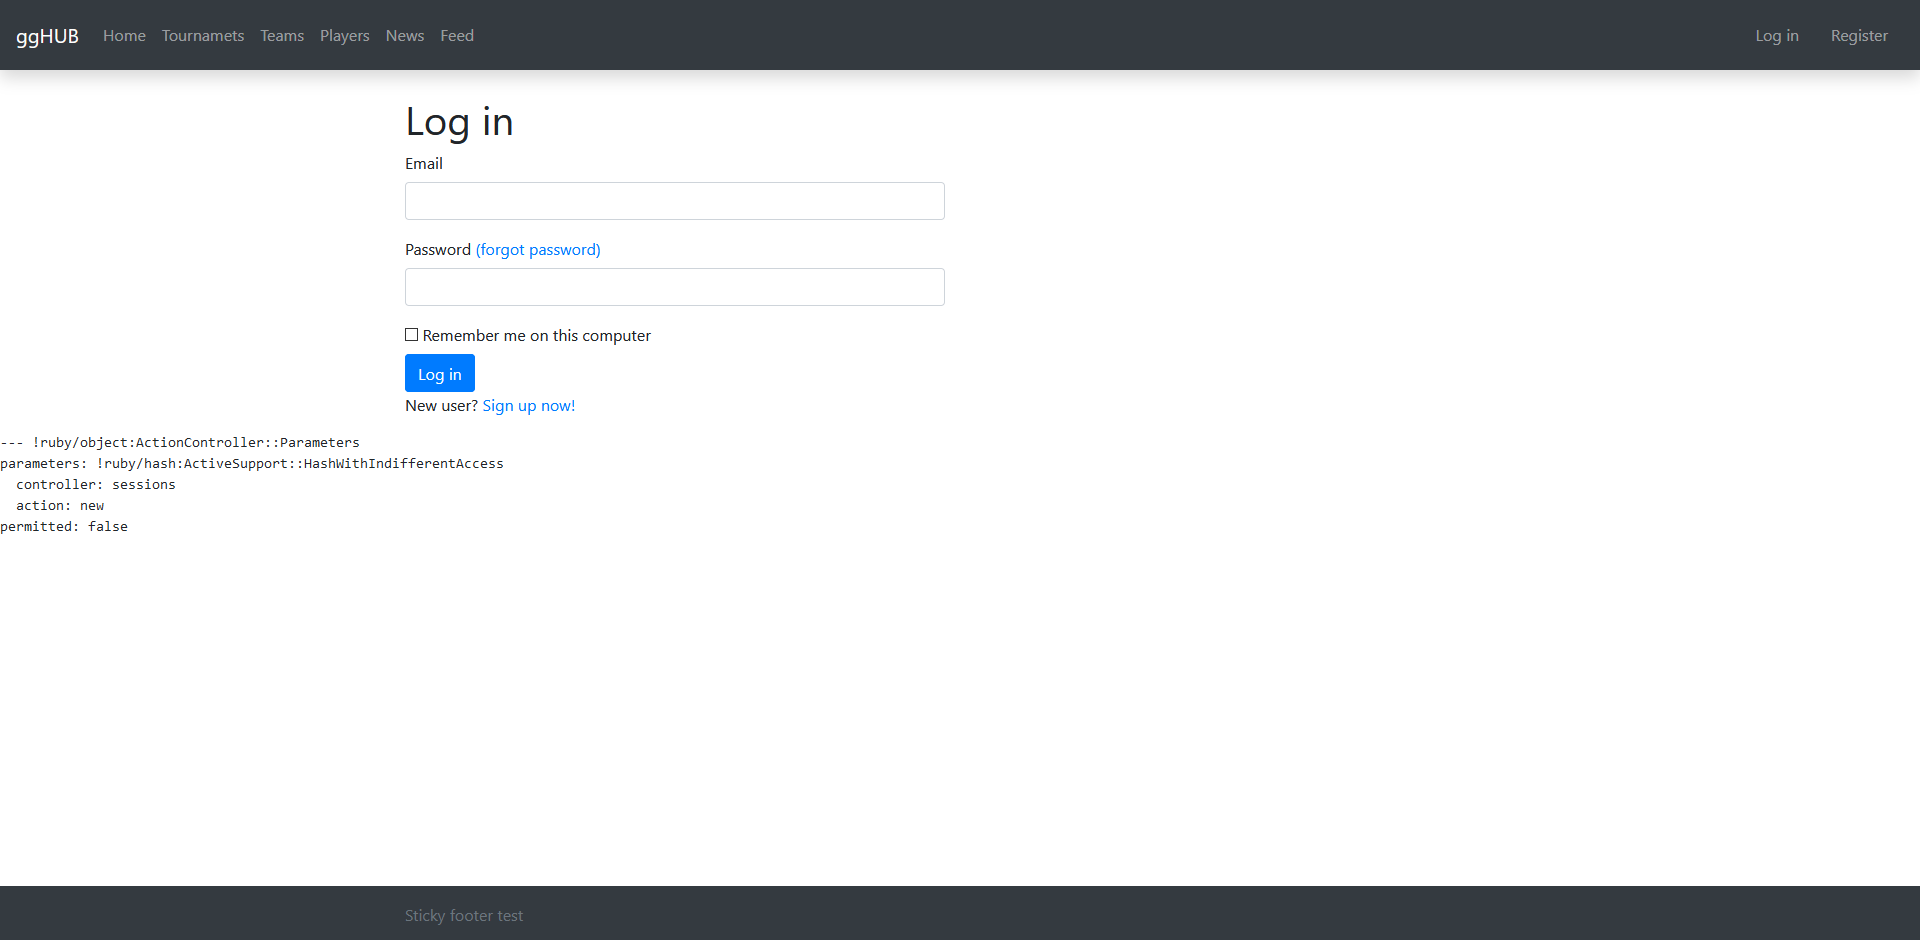 ggHUB Home Tournamets Teams Players News Feed Log in Register
Log in
Email
Password (forgot password)
Remember me on this computer
Log in
New user? Sign up now!
--- !ruby/object:ActionController::Parameters
parameters: !ruby/hash:ActiveSupport::HashWithIndifferentAccess
  controller: sessions
  action: new
permitted: false
Sticky footer test